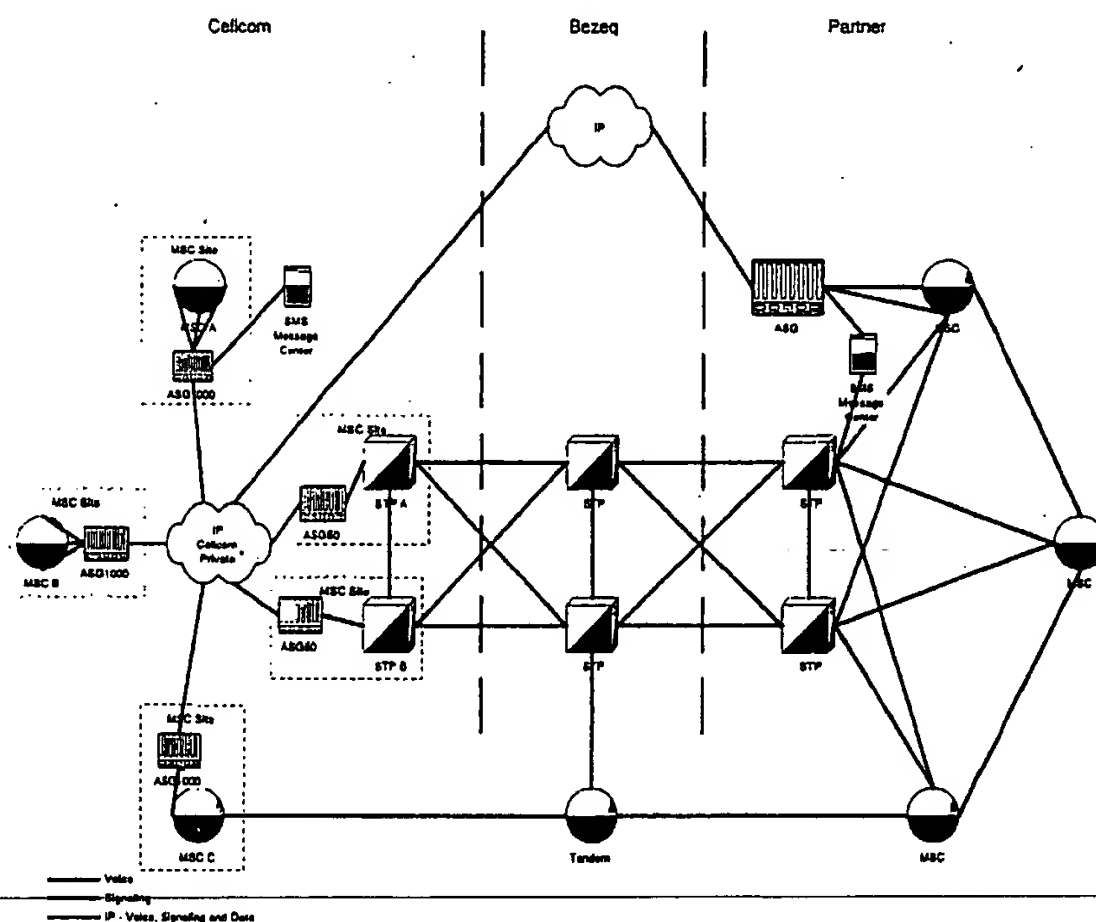 Cellcom
Bezeq
Partner
IP
MSC Site
MSC A
ASG1000
SMS
Message
Center
ASG
MSC
SMS
Message
Center
MSC Site
STP A
ASG60
STP
STP
MSC Site
MSC B
ASG1000
IP
Cellcom
Private
MSC
MSC Site
ASG60
STP B
STP
STP
MSC Site
ASG1000
MSC C
Tandem
MSC
Voice
Signaling
IP - Voice, Signaling and Data